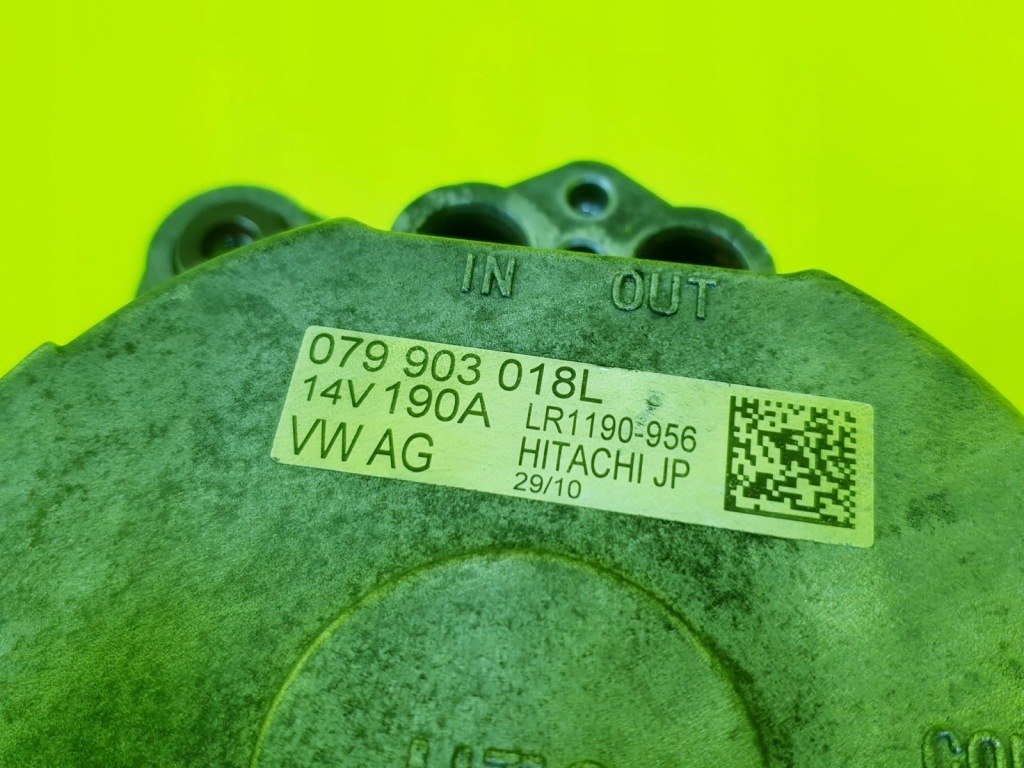 IN OUT
079 903 018L
14V 190A LR1190-956
VW AG HITACHI JP
29/10